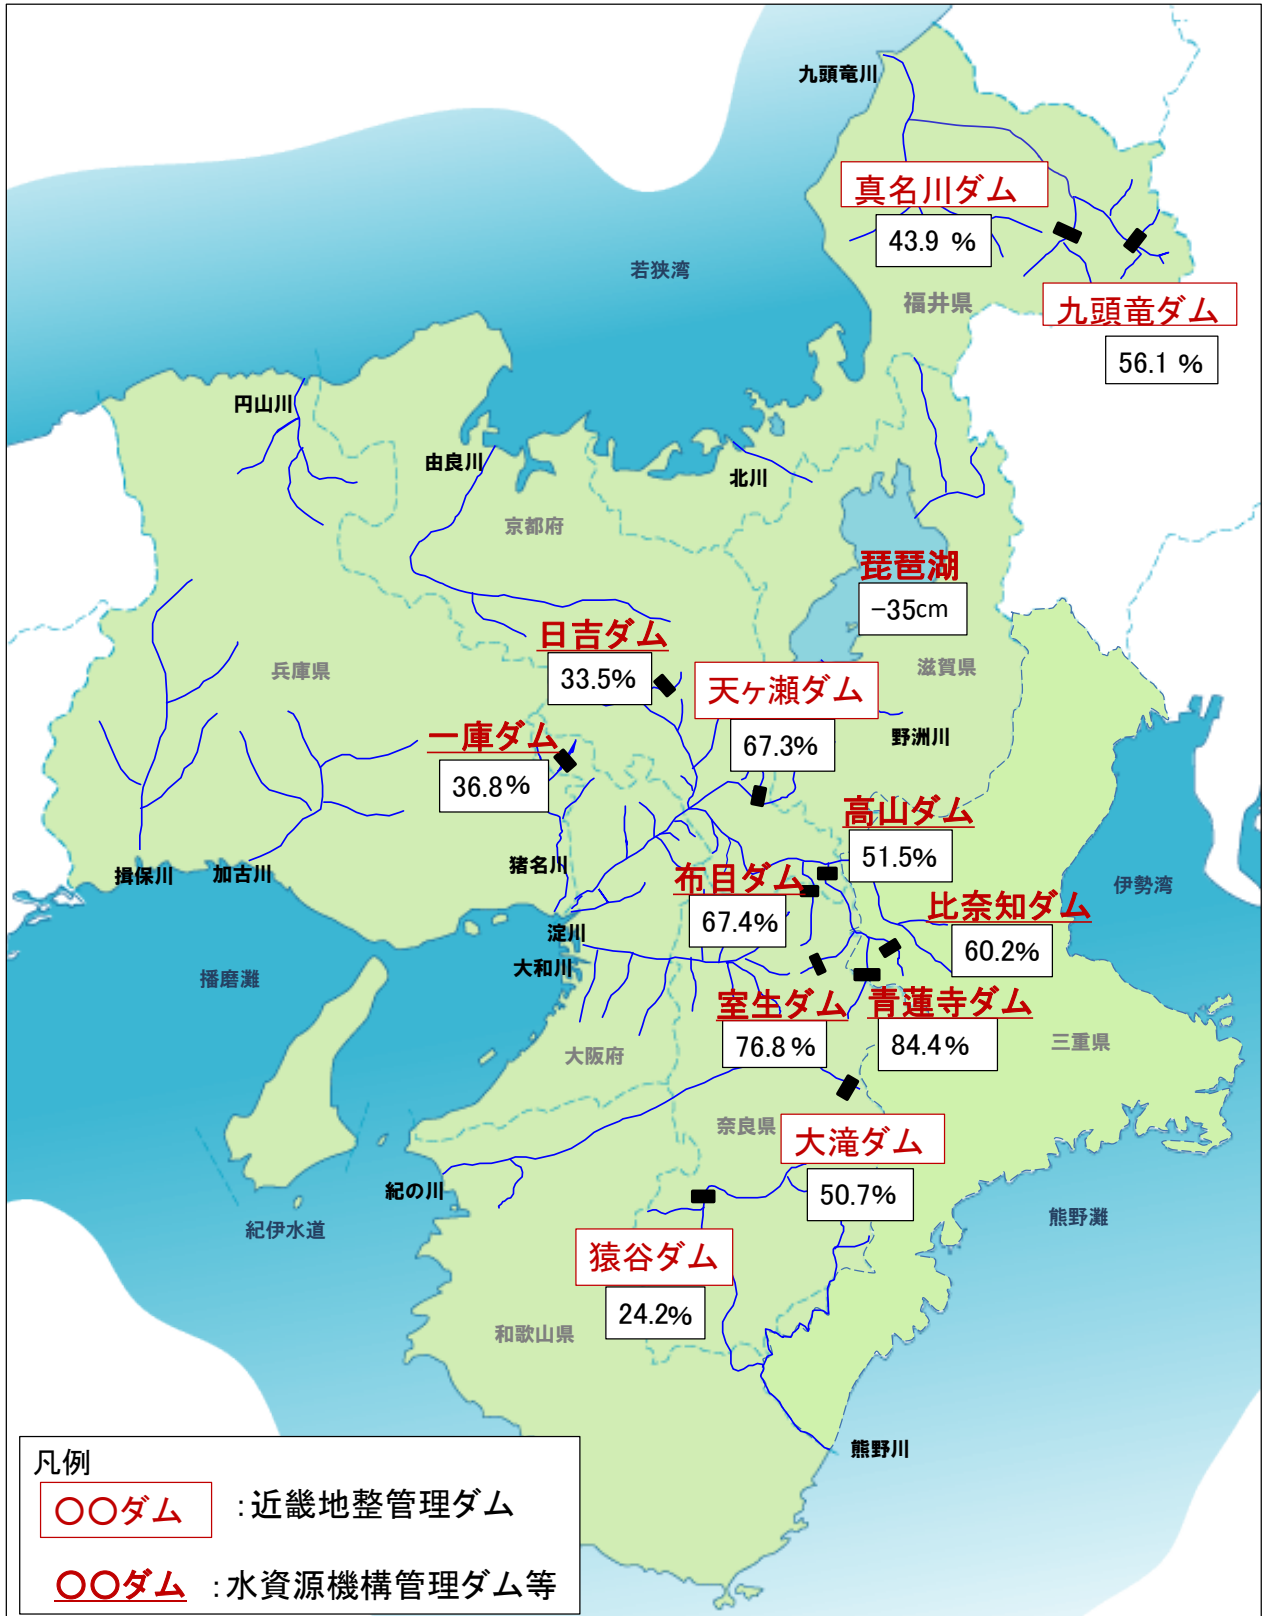 九頭竜川
真名川ダム
43.9 %
若狭湾
福井県
九頭竜ダム
56.1 %
円山川
由良川
北川
京都府
琵琶湖
-35cm
日吉ダム
33.5%
兵庫県
滋賀県
天ヶ瀬ダム
67.3%
野洲川
一庫ダム
36.8%
高山ダム
51.5%
猪名川
揖保川
加古川
布目ダム
67.4%
伊勢湾
比奈知ダム
60.2%
淀川
大和川
播磨灘
室生ダム
76.8%
青蓮寺ダム
84.4%
大阪府
三重県
奈良県
大滝ダム
50.7%
紀の川
紀伊水道
熊野灘
猿谷ダム
24.2%
和歌山県
熊野川
凡例
〇〇ダム :近畿地整管理ダム
〇〇ダム :水資源機構管理ダム等